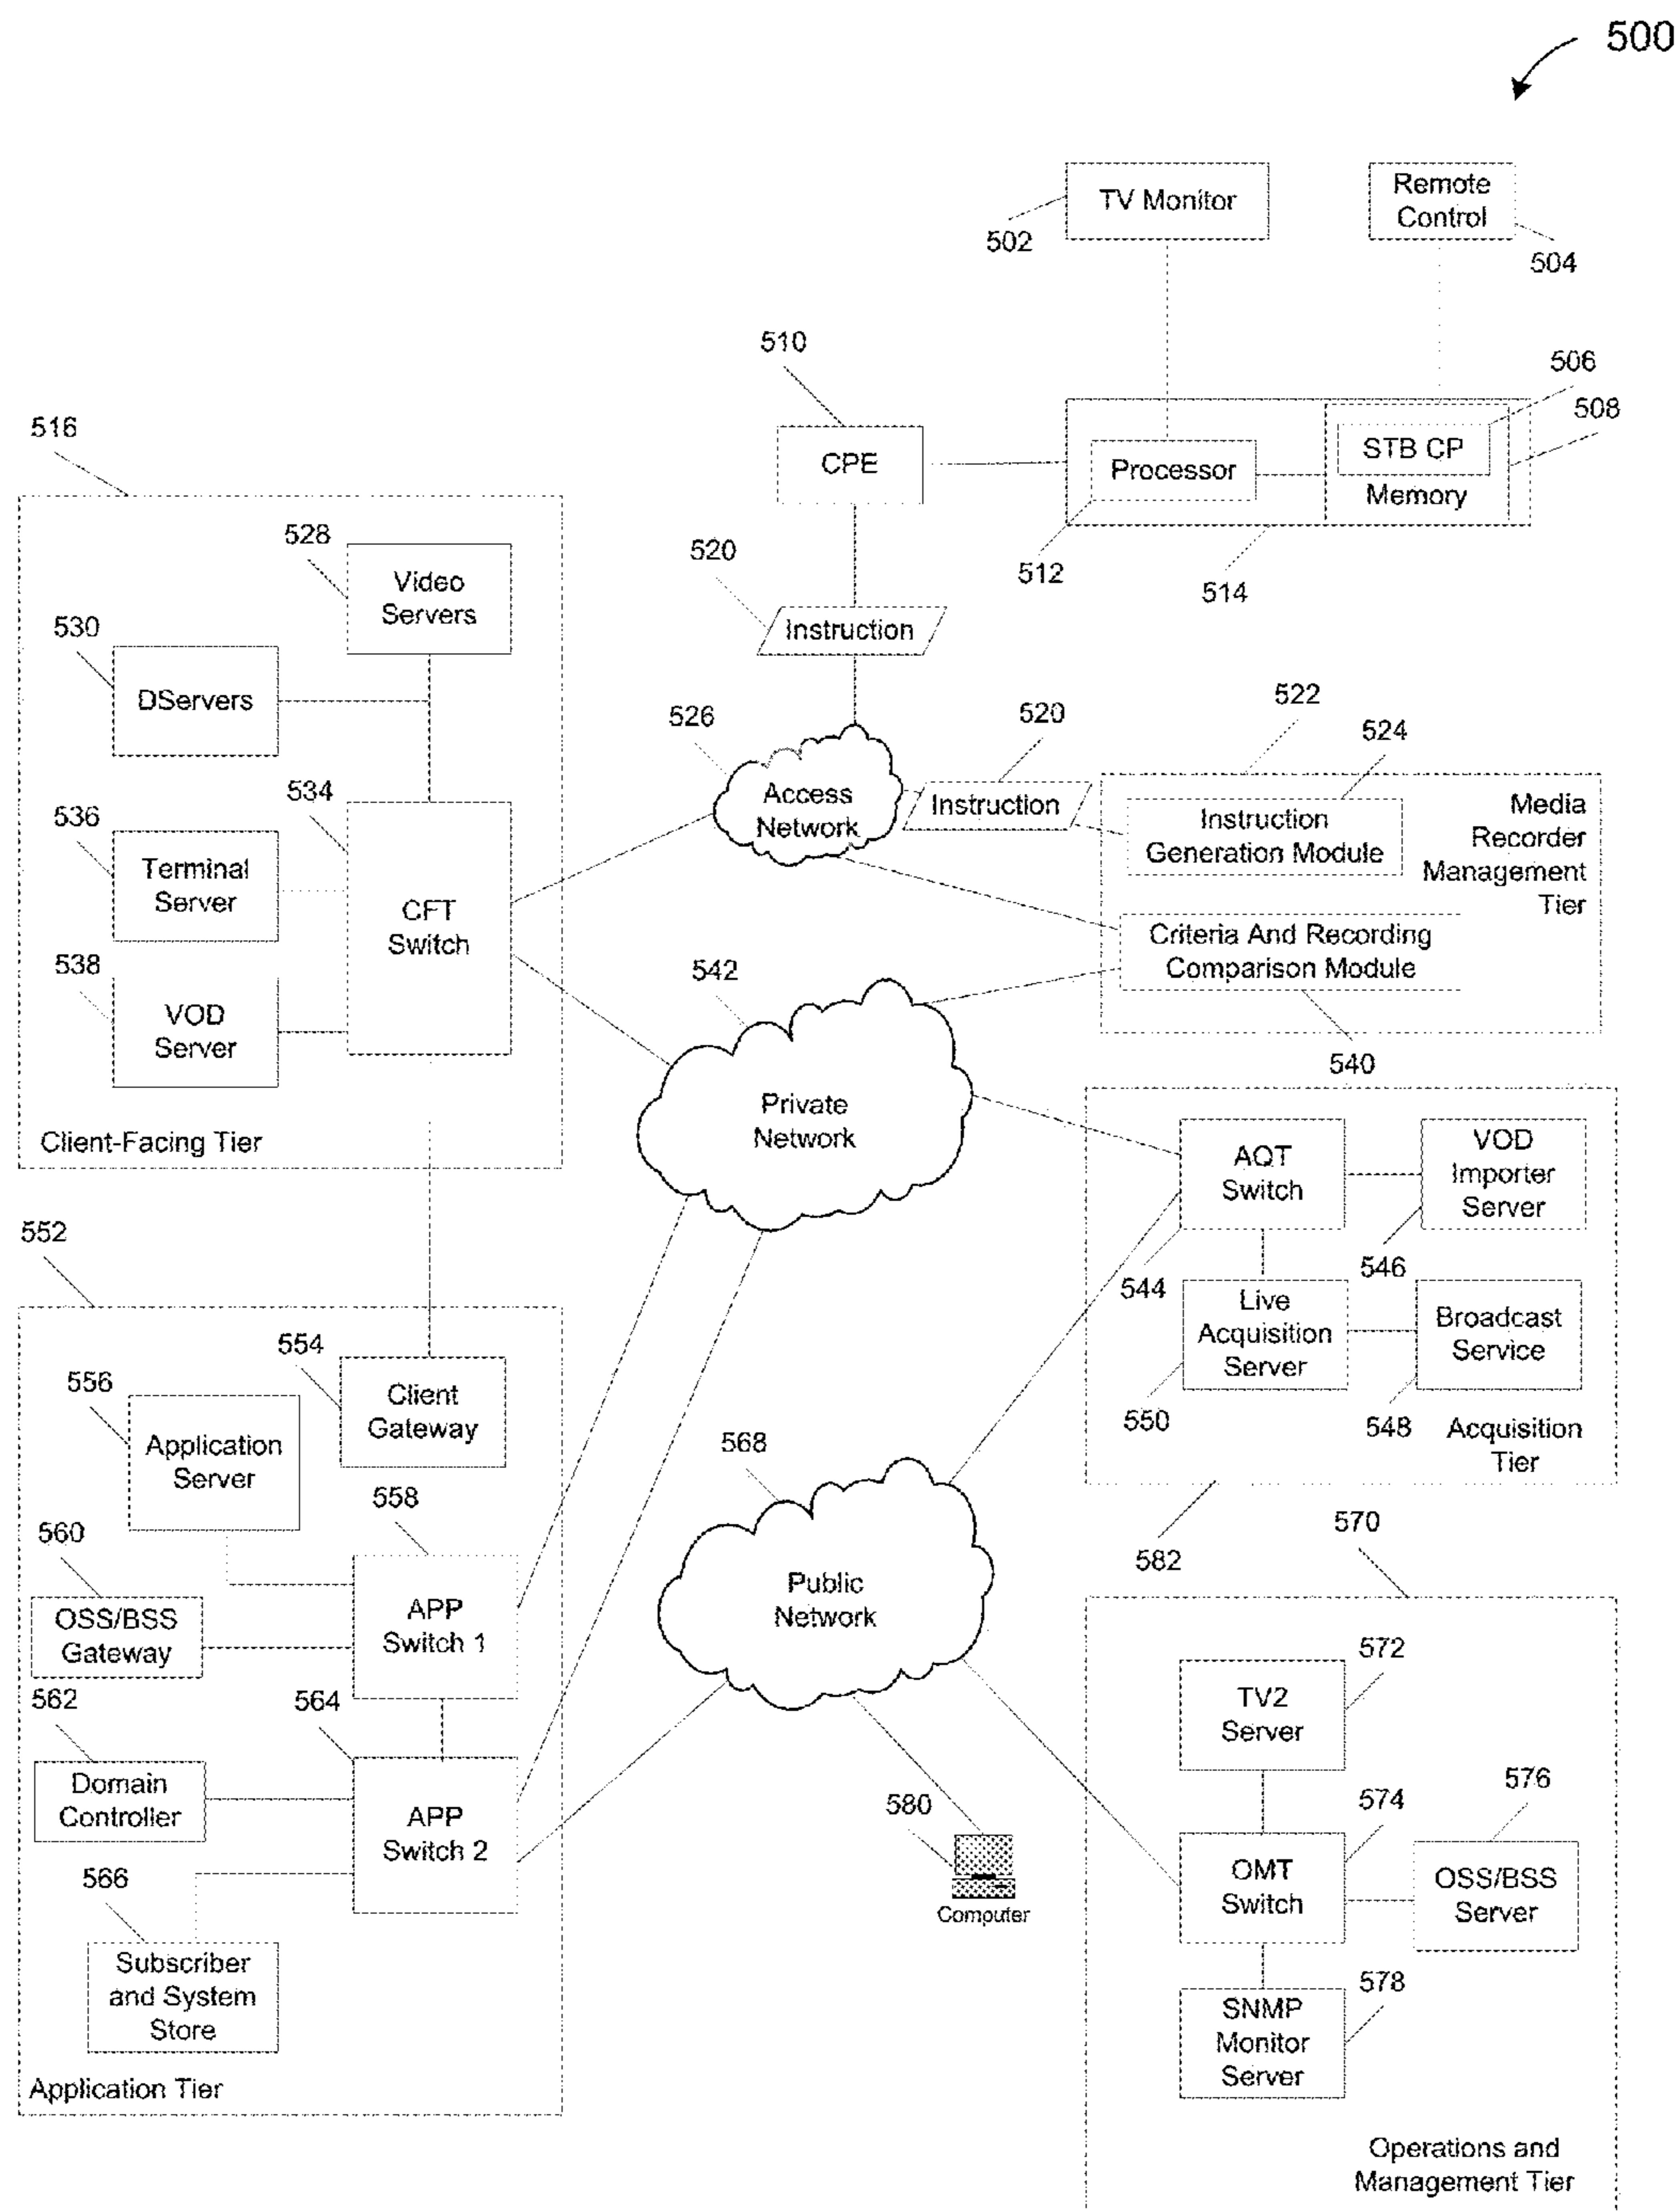 500
TV Monitor
502
Remote
Control
504
510
CPE
506
508
STB CP
Memory
Processor
512
514
516
528
Video
Servers
530
DServers
534
536
Terminal
Server
CFT
Switch
538
VOD
Server
Client-Facing Tier
520
Instruction
526
Access
Network
520
Instruction
522
524
Instruction
Generation Module
Media
Recorder
Management
Tier
Criteria And Recording
Comparison Module
540
542
Private
Network
AQT
Switch
VOD
Importer
Server
544
546
Live
Acquisition
Server
Broadcast
Service
550
548
Acquisition
Tier
582
552
554
Client
Gateway
556
Application
Server
558
560
OSS/BSS
Gateway
APP
Switch 1
562
564
Domain
Controller
APP
Switch 2
566
Subscriber
and System
Store
Application Tier
568
Public
Network
580
Computer
570
572
TV2
Server
574
576
OMT
Switch
OSS/BSS
Server
578
SNMP
Monitor
Server
Operations and
Management Tier